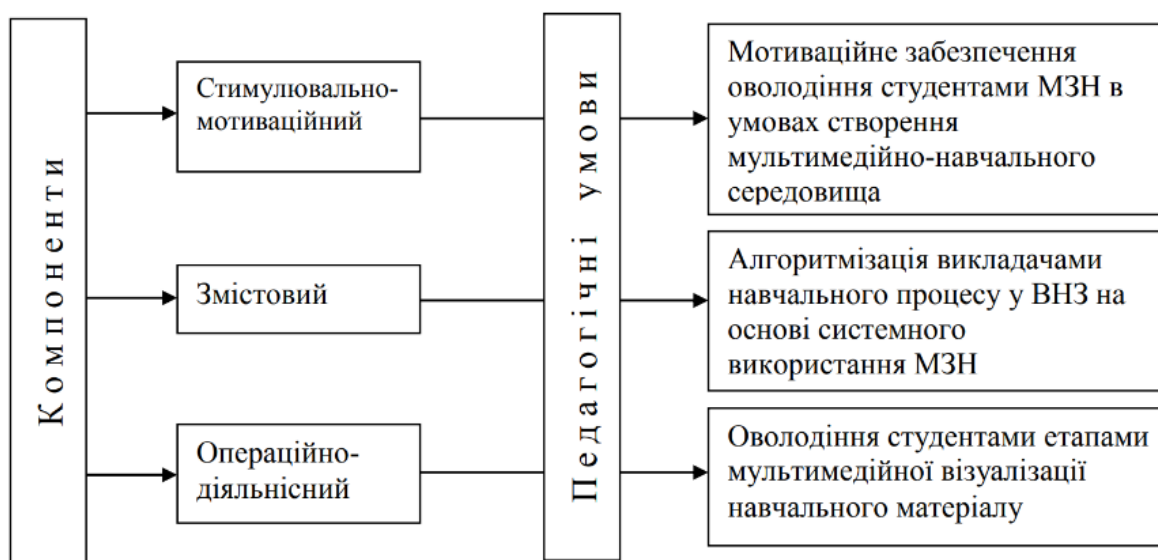 Компоненти
Стимулювально-
мотиваційний
Змістовий
Операційно-
діяльнісний
Педагогічні умови
Мотиваційне забезпечення
оволодіння студентами МЗН в
умовах створення
мультимедійно-навчального
середовища
Алгоритмізація викладачами
навчального процесу у ВНЗ на
основі системного
використання МЗН
Оволодіння студентами етапами
мультимедійної візуалізації
навчального матеріалу